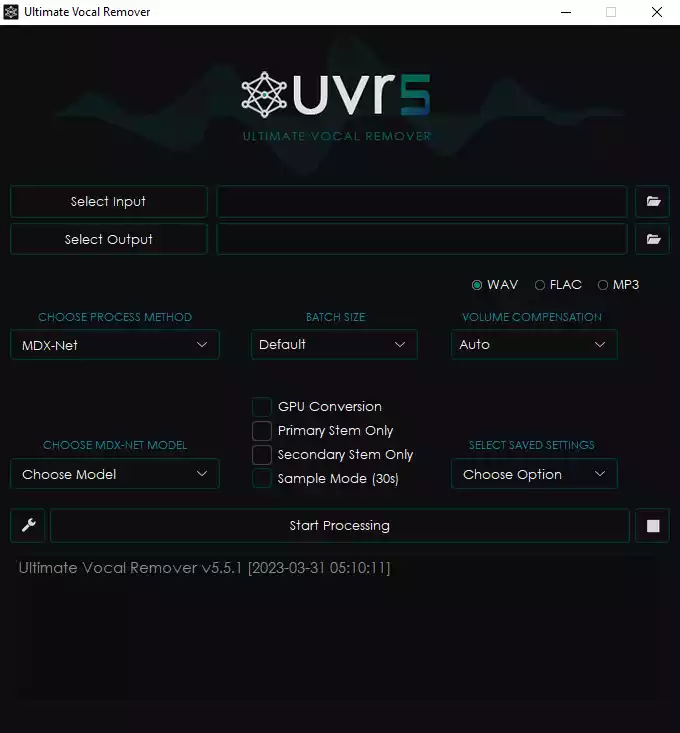 Ultimate Vocal Remover
uvr5
ULTIMATE VOCAL REMOVER
Select Input
Select Output
WAV FLAC MP3
CHOOSE PROCESS METHOD BATCH SIZE VOLUME COMPENSATION
MDX-Net Default Auto
GPU Conversion
Primary Stem Only
CHOOSE MDX-NET MODEL Secondary Stem Only SELECT SAVED SETTINGS
Choose Model Sample Mode (30s) Choose Option
Start Processing
Ultimate Vocal Remover v5.5.1 [2023-03-31 05:10:11]